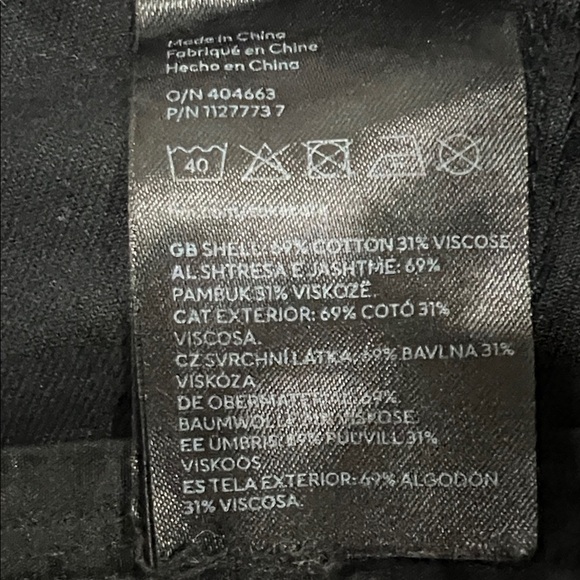 Made in China
Fabriqué en Chine
Hecho en China
O/N 404663
P/N 1127773 7
40
GB SHELL: 69% COTTON 31% VISCOSE.
AL SHTRESA E JASHTME: 69%
PAMBUK 31% VISKOZË.
CAT EXTERIOR: 69% COTÓ 31%
VISCOSA.
CZ SVRCHNÍ LÁTKA: 69% BAVLNA 31%
VISKÓZA
DE OBERMATERIAL: 69%
BAUMWOLLE 31% VISKOSE.
EE ÜMBRIS: 69% PUUVILL 31%
VISKOOS
ES TELA EXTERIOR: 69% ALGODÓN
31% VISCOSA.